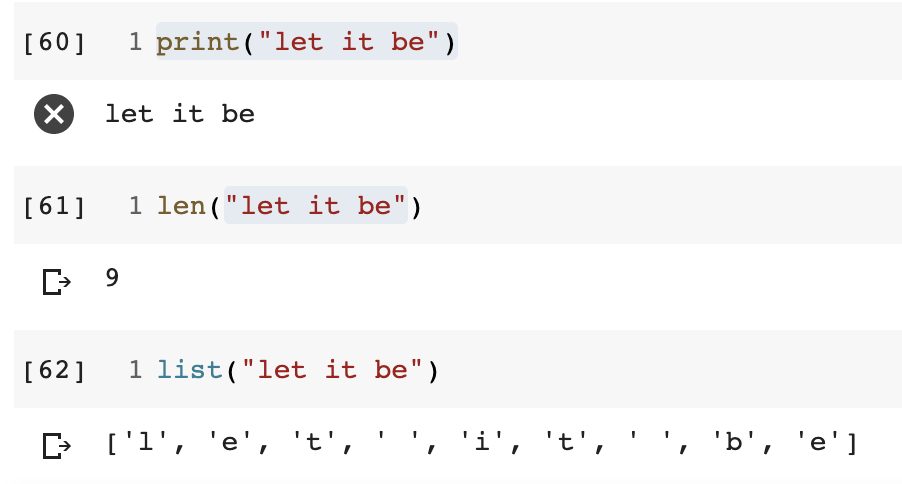 [60] 1 print("let it be")
let it be
[61] 1 len("let it be")
9
[62] 1 list("let it be")
['l', 'e', 't', ' ', 'i', 't', ' ', 'b', 'e']